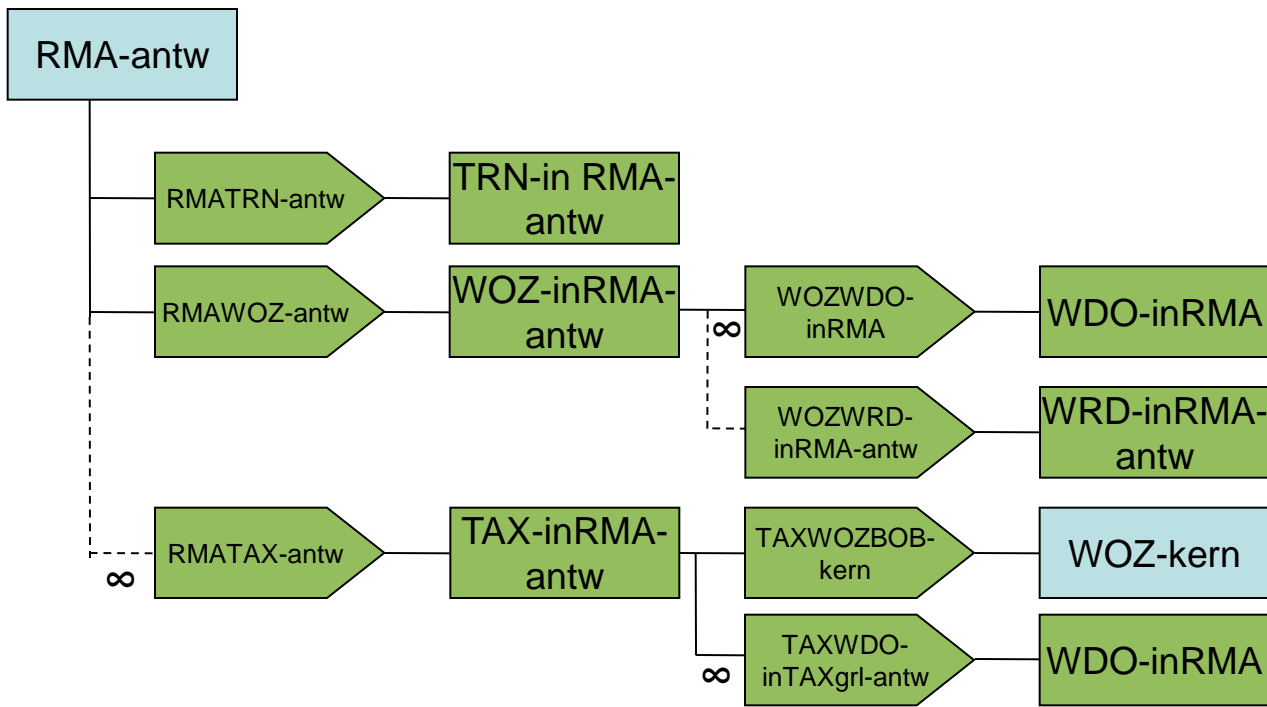 RMA-antw
RMATRN-antw
TRN-in RMA-
antw
RMAWOZ-antw
WOZ-inRMA-
antw
∞
WOZWDO-
inRMA
WDO-inRMA
WOZWRD-
inRMA-antw
WRD-inRMA-
antw
∞
RMATAX-antw
TAX-inRMA-
antw
TAXWOZBOB-
kern
WOZ-kern
∞
TAXWDO-
inTAXgrl-antw
WDO-inRMA